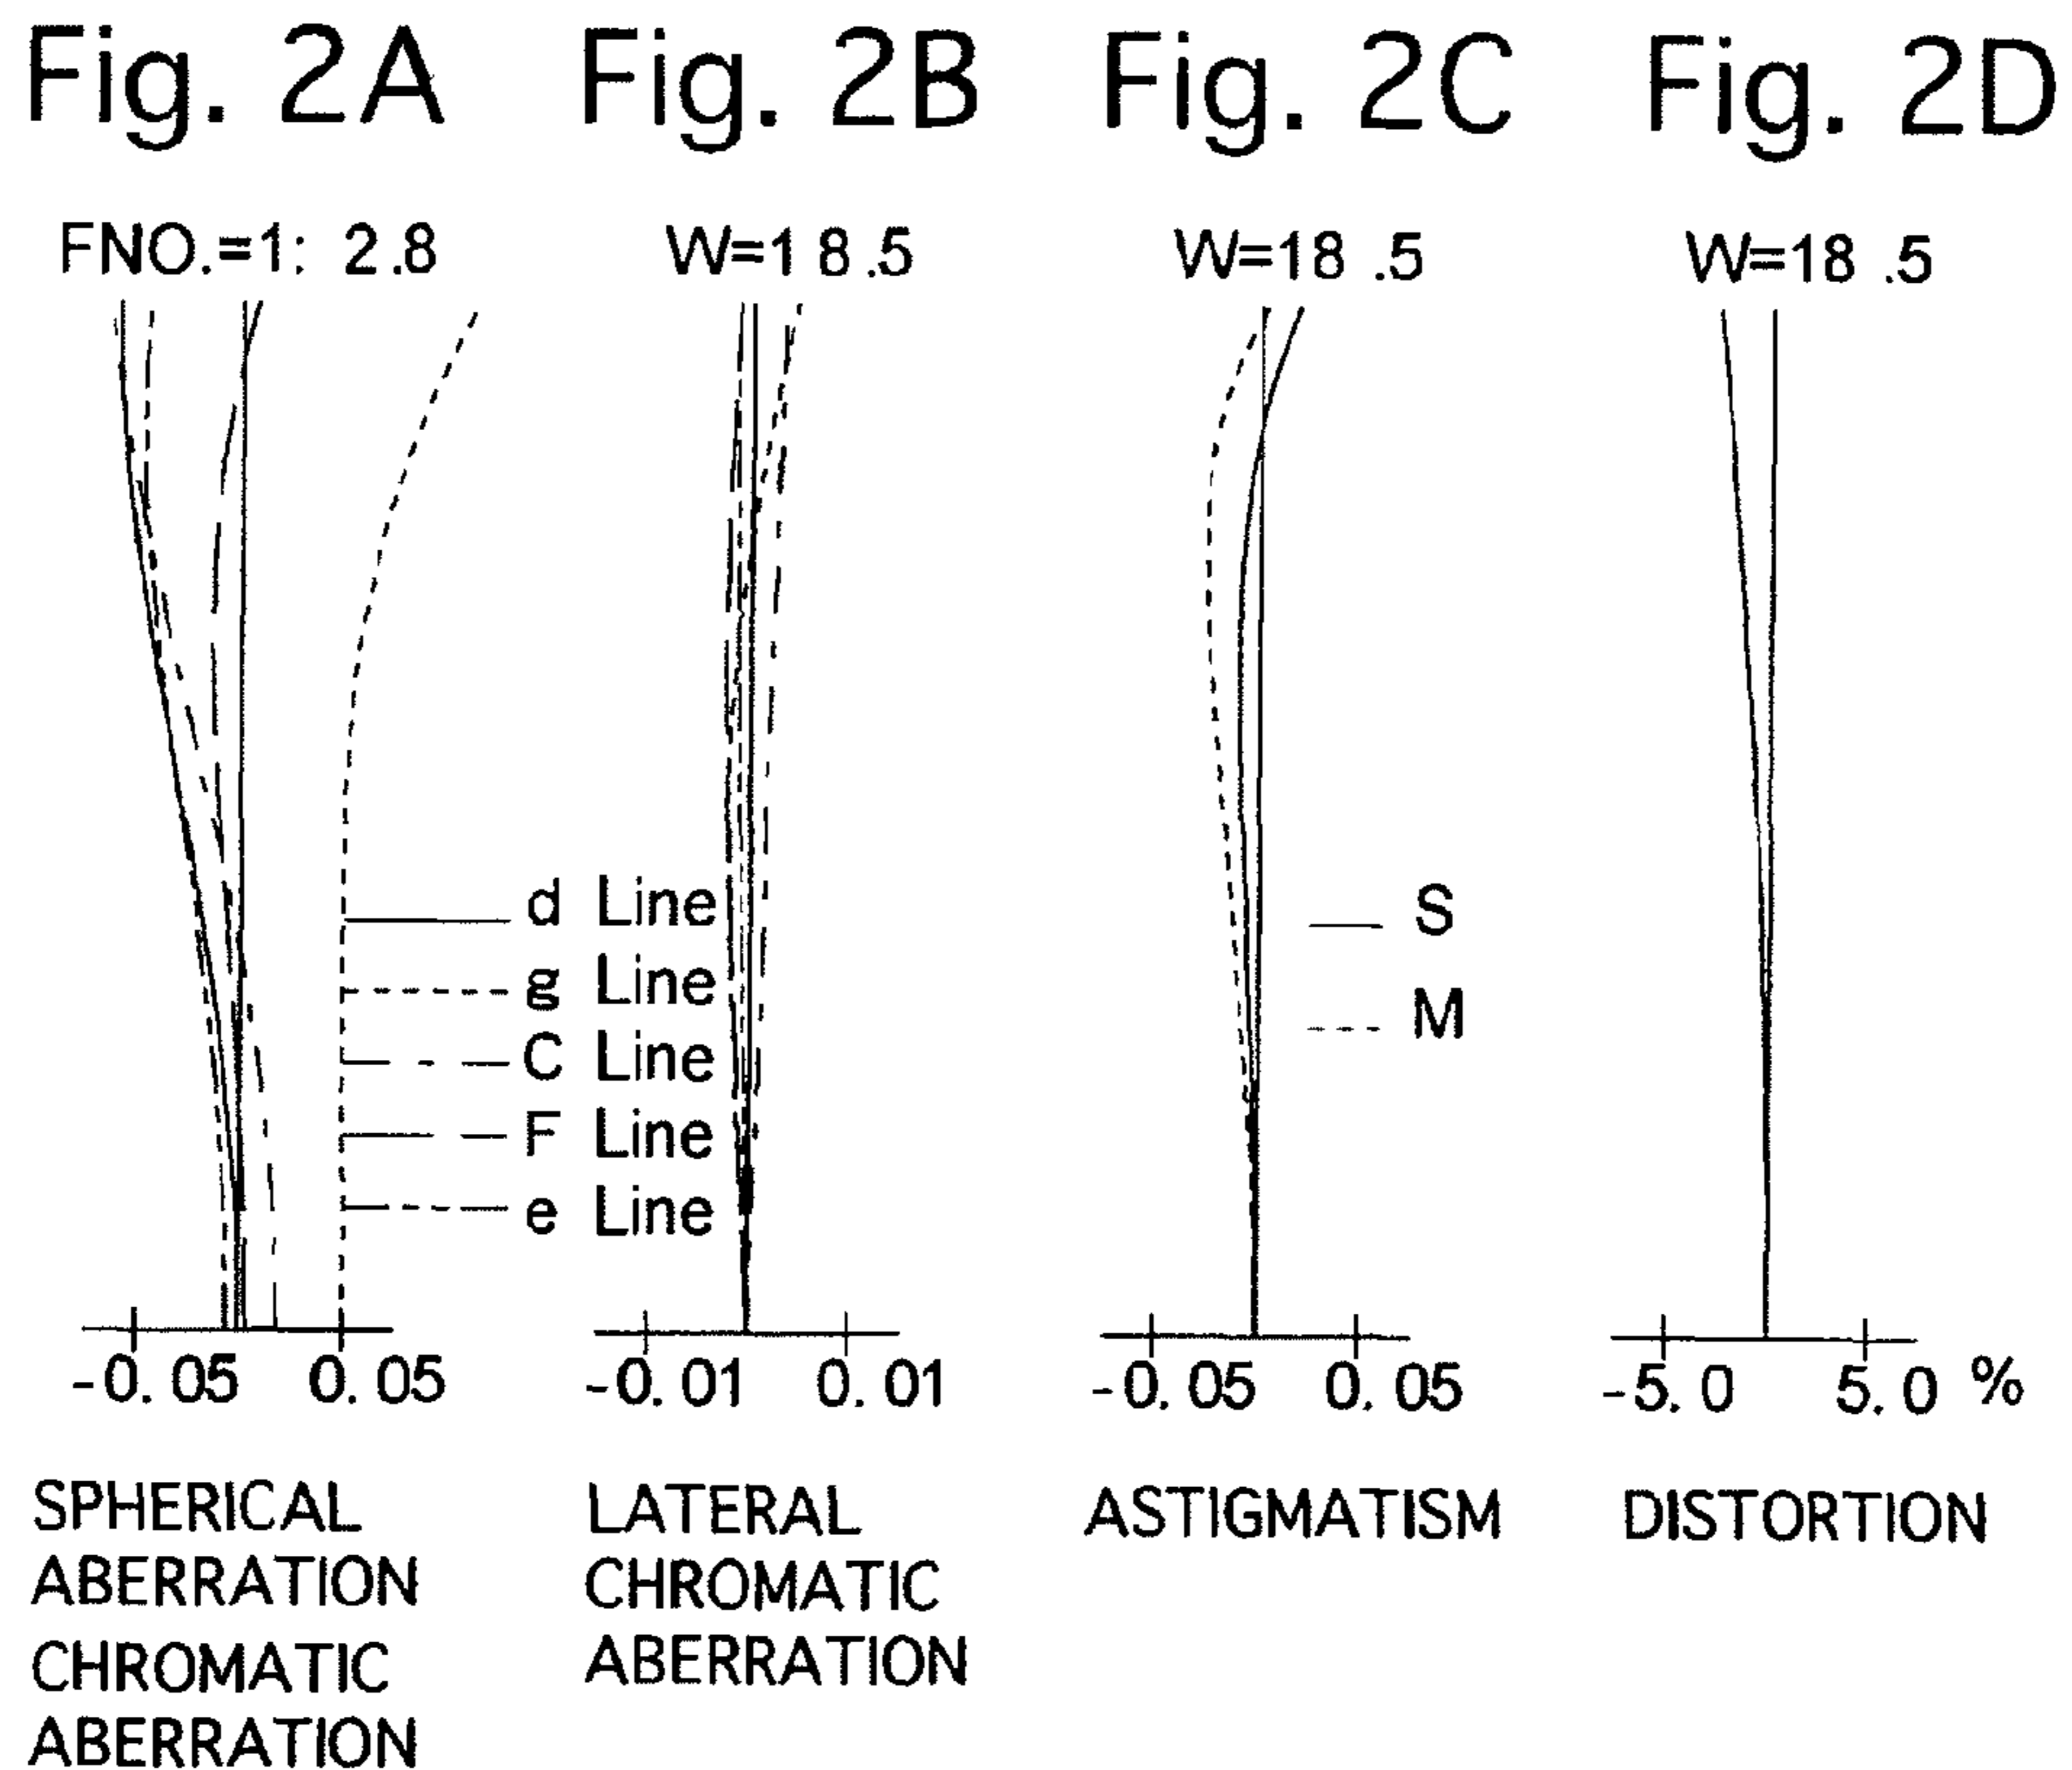 Fig. 2A
Fig. 2B
Fig. 2C
Fig. 2D
FNO.=1: 2.8
W=18.5
W=18.5
W=18.5
d Line
g Line
C Line
F Line
e Line
S
M
-0.05 0.05
-0.01 0.01
-0.05 0.05
-5.0 5.0 %
SPHERICAL
ABERRATION
CHROMATIC
ABERRATION
LATERAL
CHROMATIC
ABERRATION
ASTIGMATISM
DISTORTION